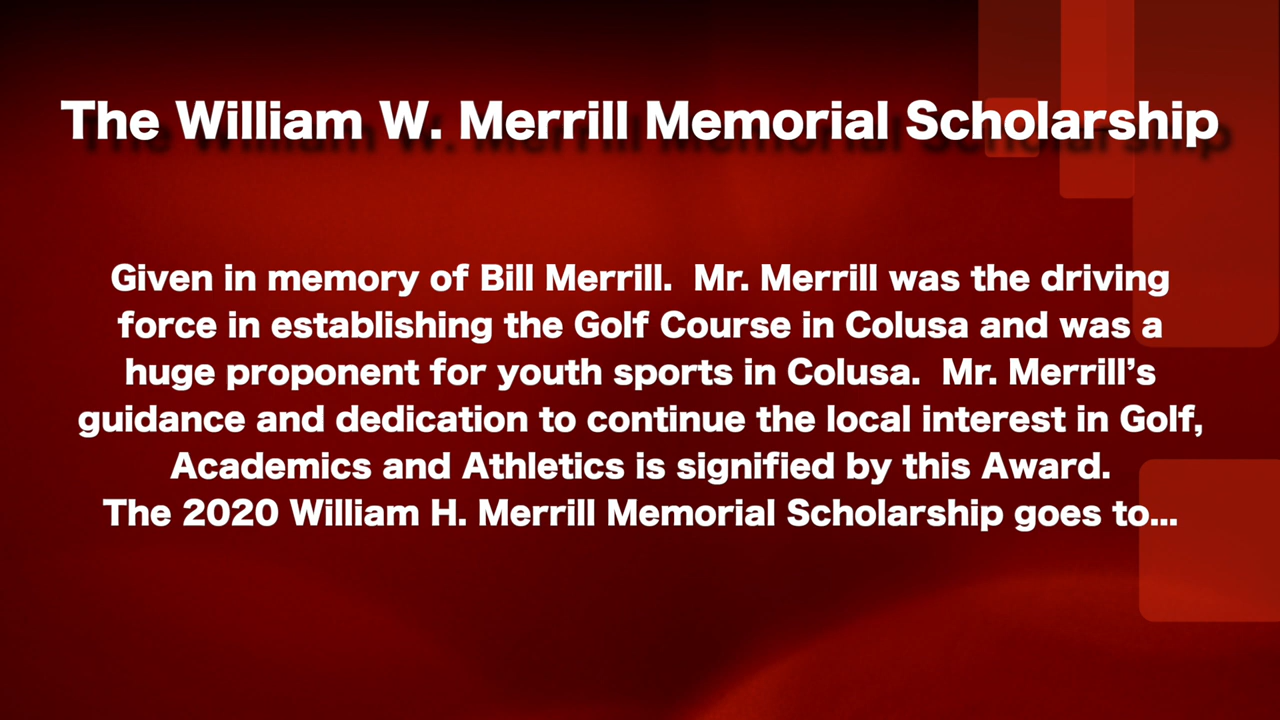 The William W. Merrill Memorial Scholarship
Given in memory of Bill Merrill.  Mr. Merrill was the driving
force in establishing the Golf Course in Colusa and was a
huge proponent for youth sports in Colusa.  Mr. Merrill’s
guidance and dedication to continue the local interest in Golf,
Academics and Athletics is signified by this Award.
The 2020 William H. Merrill Memorial Scholarship goes to...